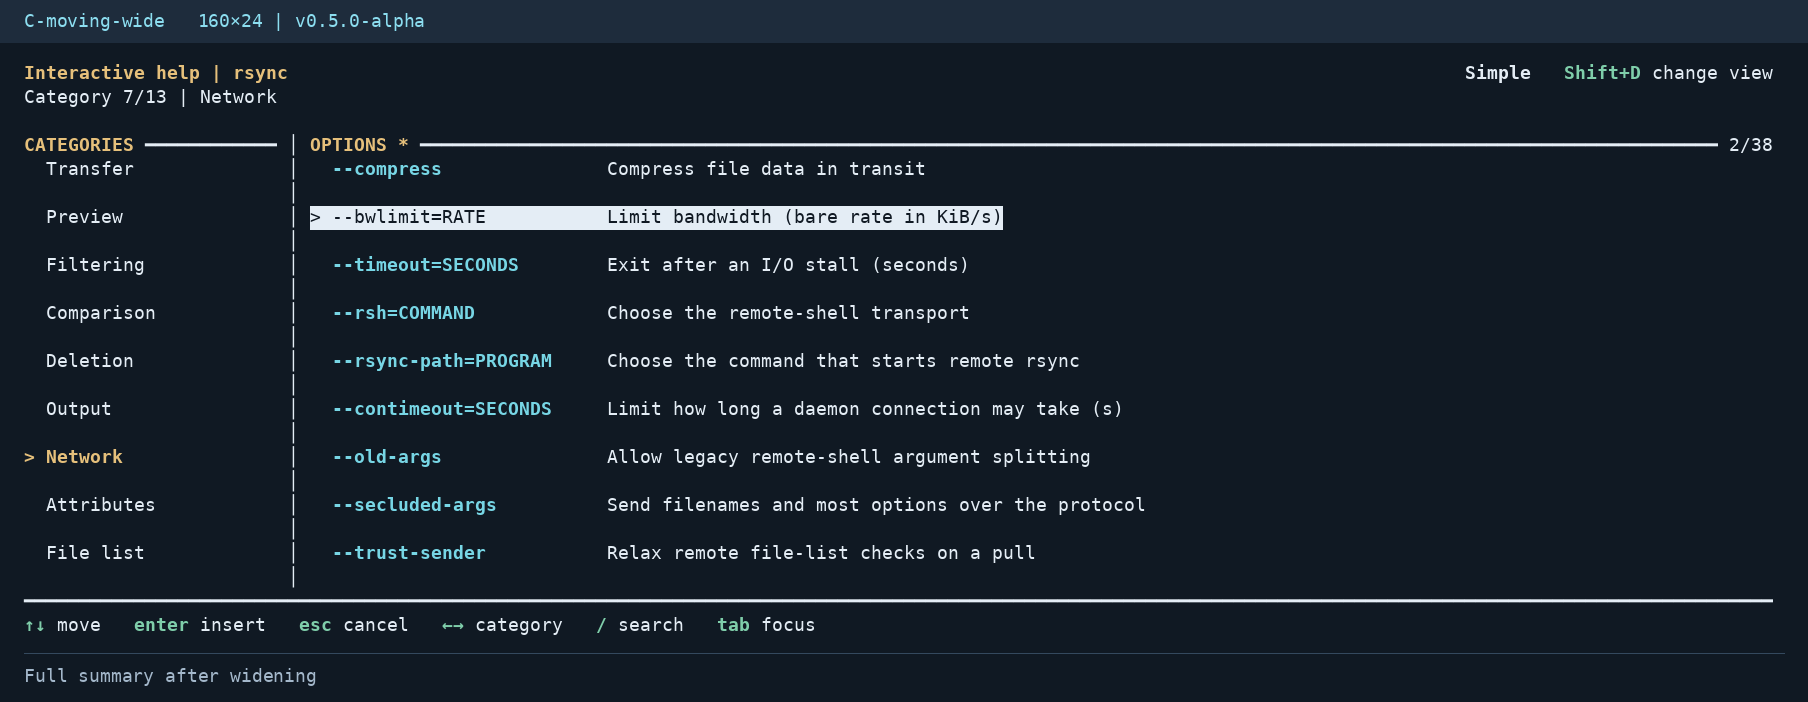 C-moving-wide   160×24 | v0.5.0-alpha
Interactive help | rsync   Simple   Shift+D change view
Category 7/13 | Network
CATEGORIES │ OPTIONS * 2/38
Transfer │ --compress   Compress file data in transit
Preview │ > --bwlimit=RATE   Limit bandwidth (bare rate in KiB/s)
Filtering │ --timeout=SECONDS   Exit after an I/O stall (seconds)
Comparison │ --rsh=COMMAND   Choose the remote-shell transport
Deletion │ --rsync-path=PROGRAM   Choose the command that starts remote rsync
Output │ --contimeout=SECONDS   Limit how long a daemon connection may take (s)
> Network │ --old-args   Allow legacy remote-shell argument splitting
Attributes │ --secluded-args   Send filenames and most options over the protocol
File list │ --trust-sender   Relax remote file-list checks on a pull
↑↓ move   enter insert   esc cancel   ←→ category   / search   tab focus
Full summary after widening